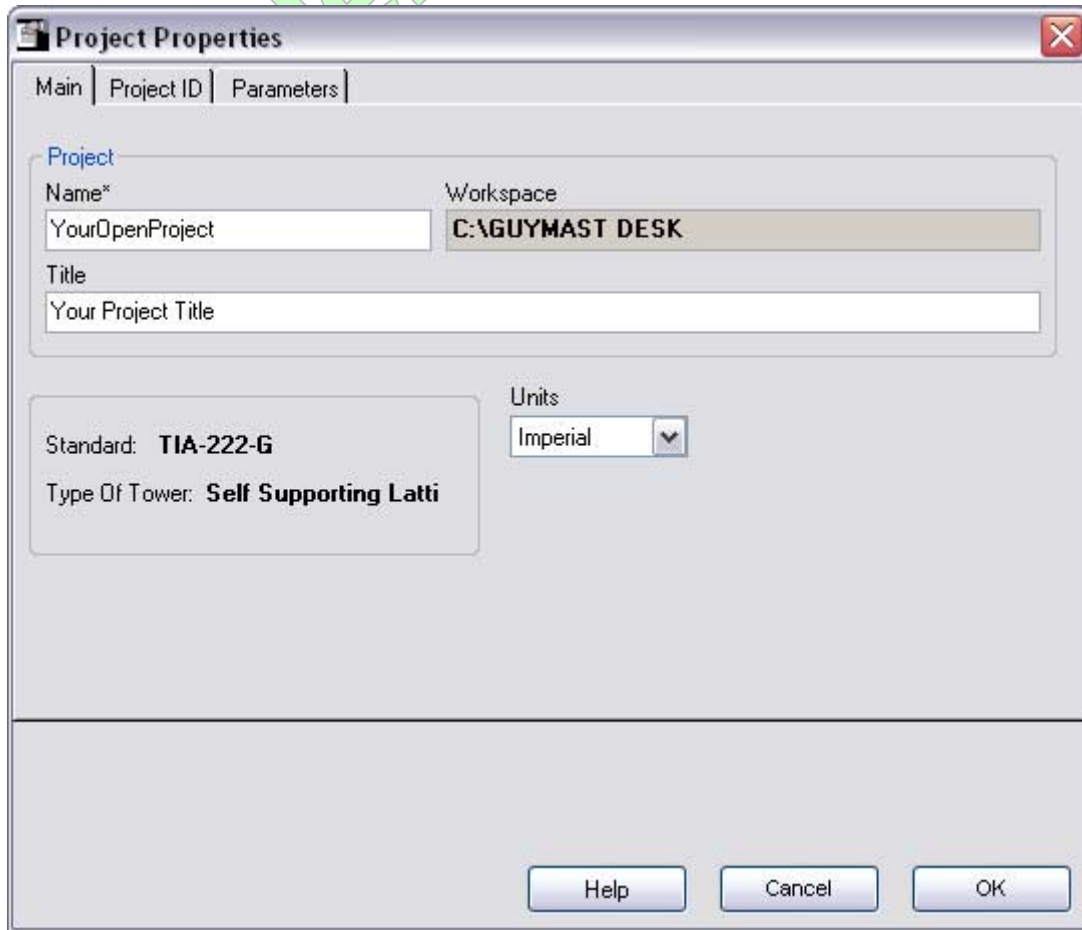 Project Properties
Main Project ID Parameters
Project
Name* Workspace
YourOpenProject C:\GUYMAST DESK
Title
Your Project Title
Units
Imperial
Standard: TIA-222-G
Type Of Tower: Self Supporting Latti
Help Cancel OK